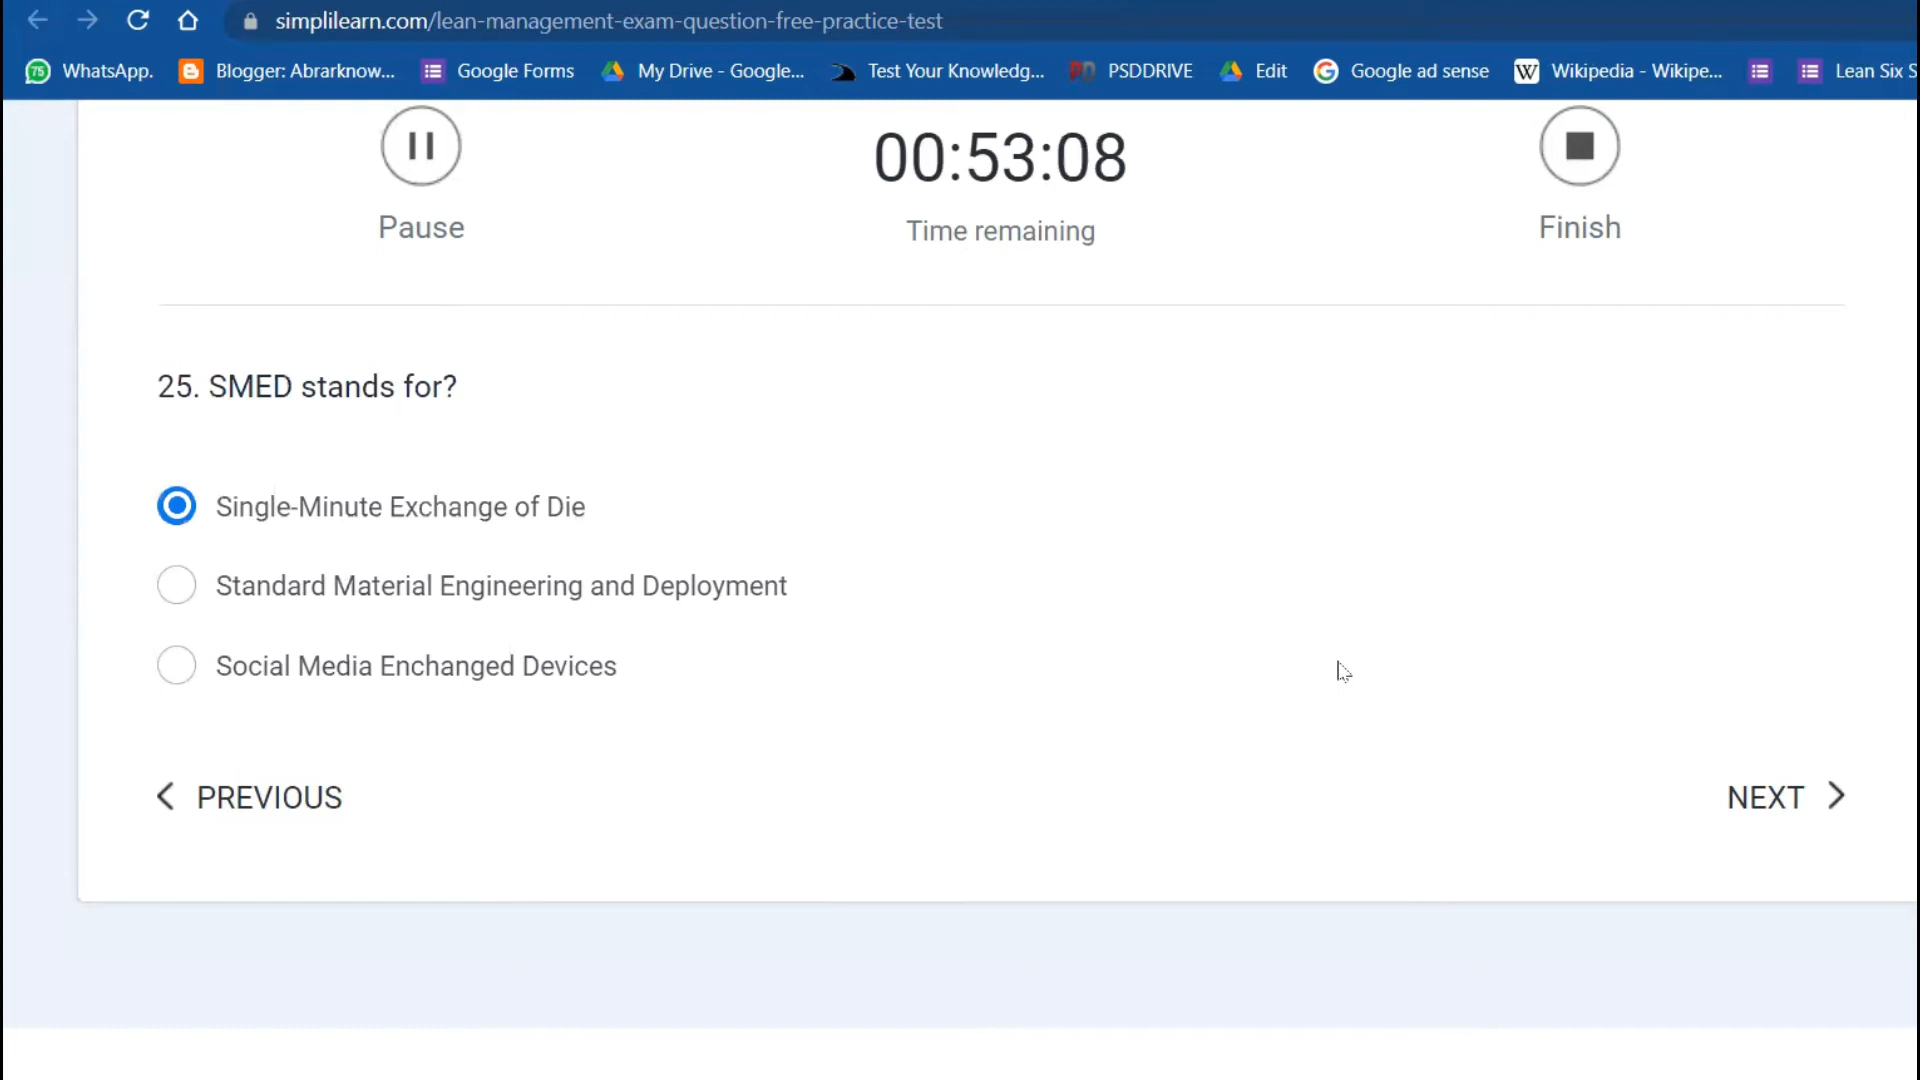 simplilearn.com/lean-management-exam-question-free-practice-test
75 WhatsApp. Blogger: Abrarknow... Google Forms My Drive - Google... Test Your Knowledg... PSDDRIVE Edit G Google ad sense W Wikipedia - Wikipe... Lean Six S
00:53:08
Pause Time remaining Finish
25. SMED stands for?
Single-Minute Exchange of Die
Standard Material Engineering and Deployment
Social Media Enchanged Devices
PREVIOUS NEXT